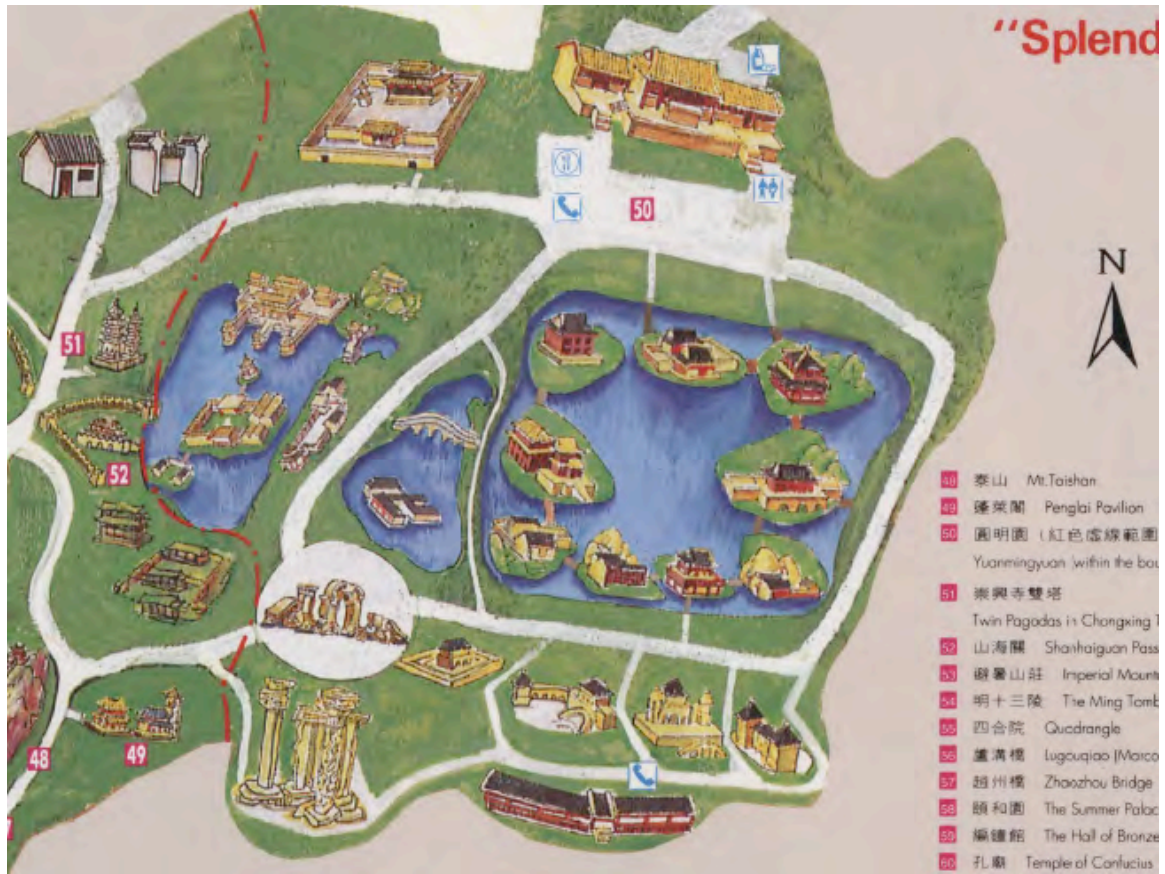 "Splend
50
N
51
52
48 泰山 Mt.Taishan
49 蓬萊閣 Penglai Pavilion
50 圓明園 (紅色虛線範圍
Yuanmingyuan (within the bou
51 崇興寺雙塔
Twin Pagodas in Chongxing T
52 山海關 Shanhaiguan Pass
53 避暑山莊 Imperial Mount
54 明十三陵 The Ming Tomb
55 四合院 Quadrangle
56 蘆溝橋 Lugouqiao (Marco
57 趙州橋 Zhaozhou Bridge
58 頤和園 The Summer Palac
59 編鐘館 The Hall of Bronze
60 孔廟 Temple of Confucius
49
48